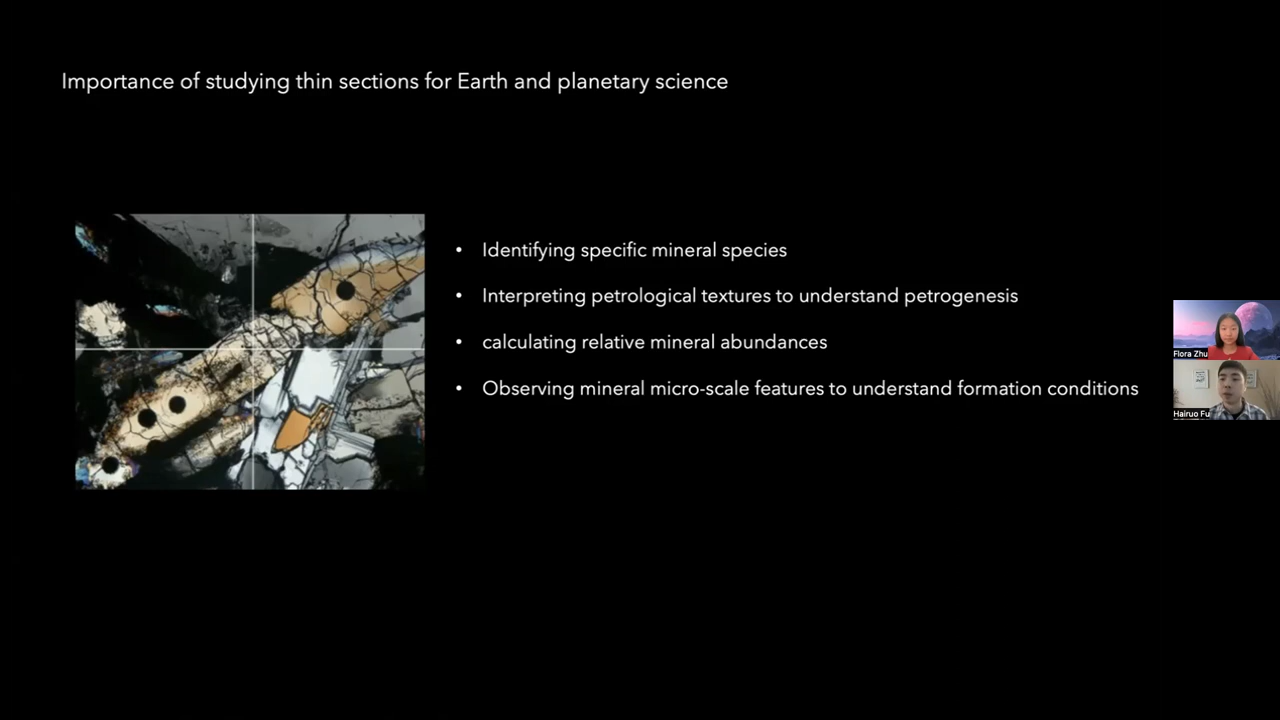 Importance of studying thin sections for Earth and planetary science
• Identifying specific mineral species
• Interpreting petrological textures to understand petrogenesis
• calculating relative mineral abundances
• Observing mineral micro-scale features to understand formation conditions
Flora Zhu
Hairuo Fu